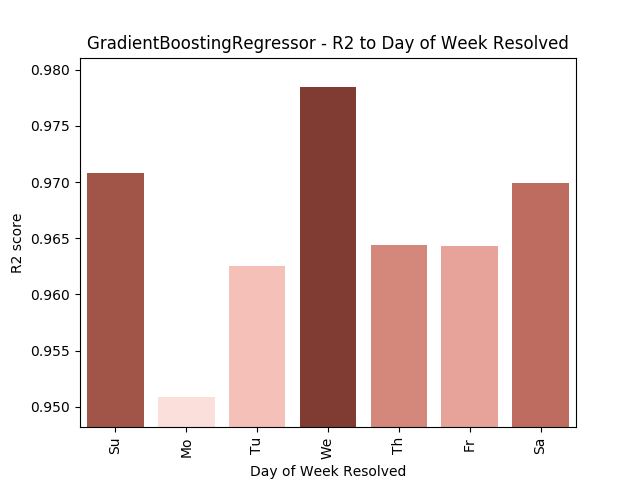 GradientBoostingRegressor - R2 to Day of Week Resolved
0.980
0.975
0.970
0.965
0.960
0.955
0.950
R2 score
Su
Mo
Tu
We
Th
Fr
Sa
Day of Week Resolved